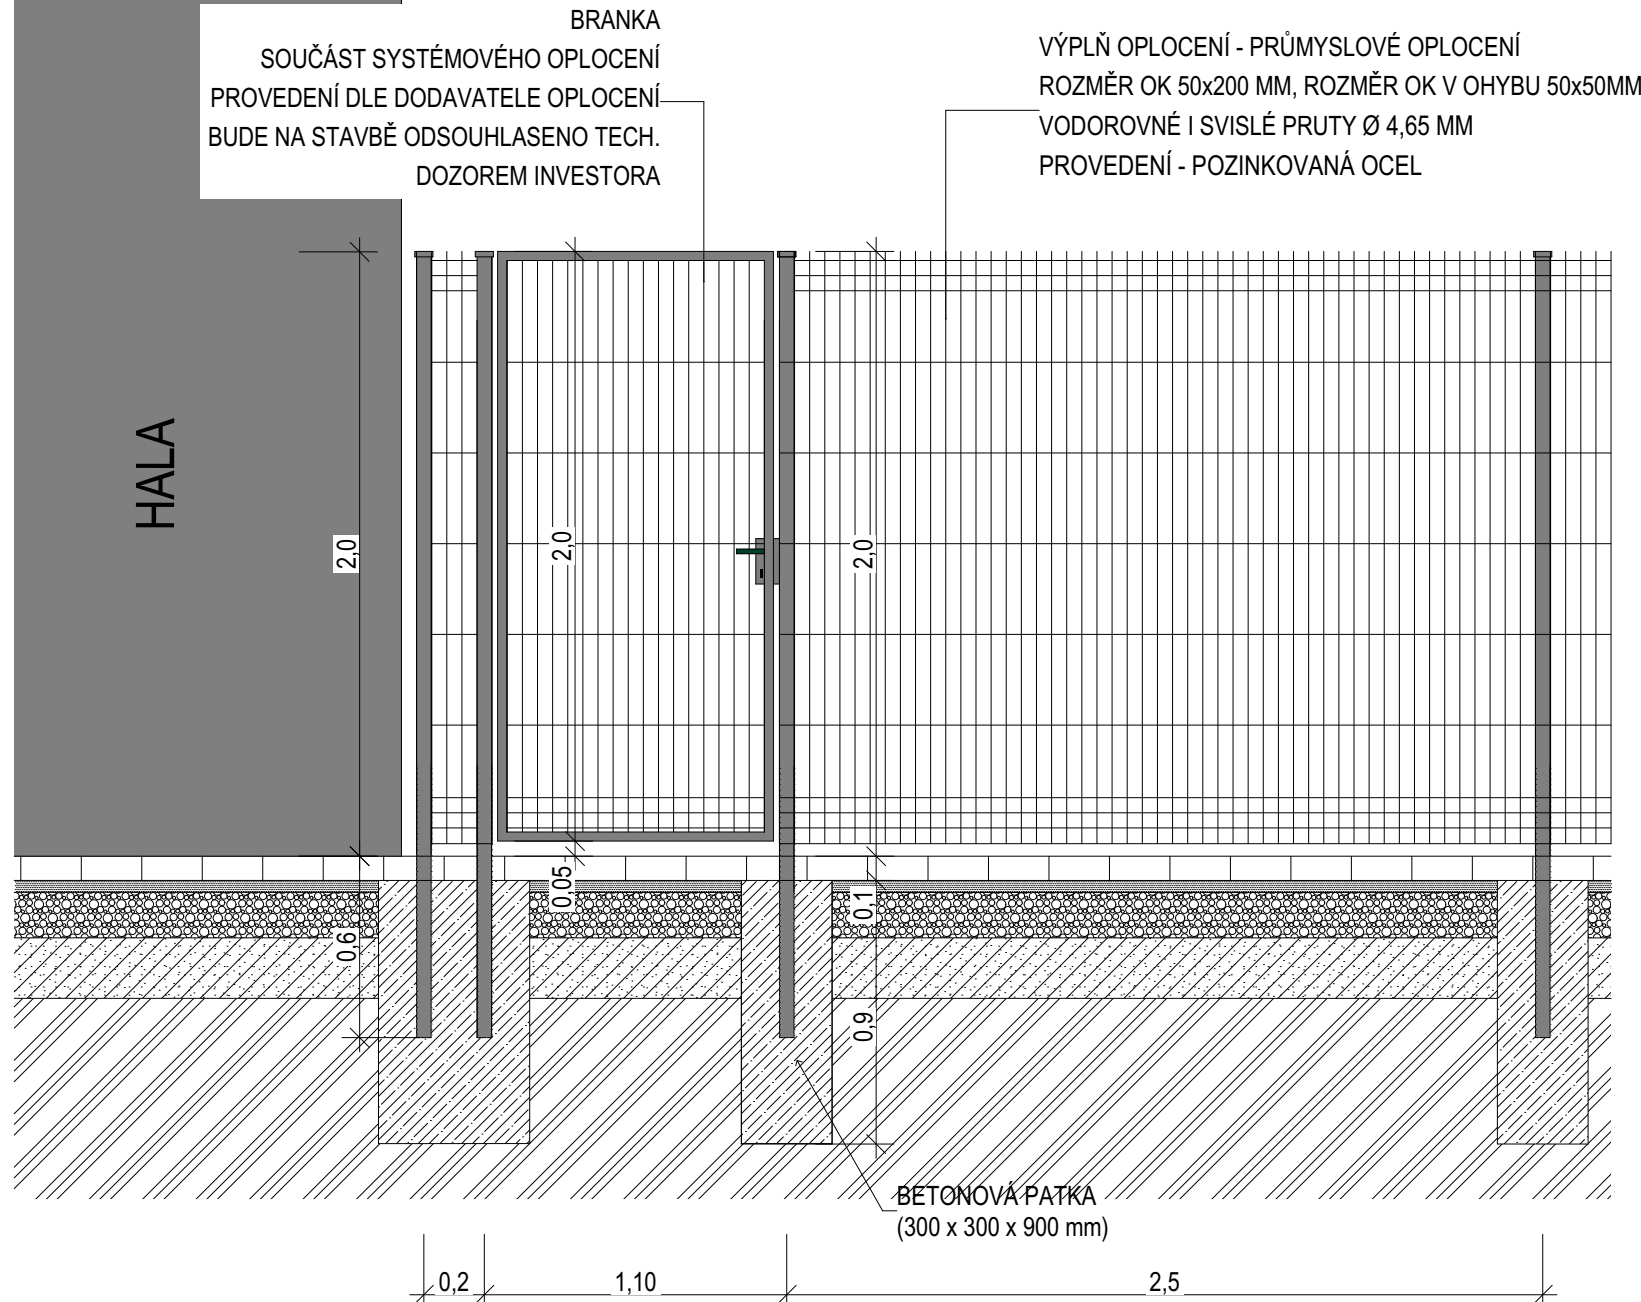 BRANKA
SOUČÁST SYSTÉMOVÉHO OPLOCENÍ
PROVEDENÍ DLE DODAVATELE OPLOCENÍ
BUDE NA STAVBĚ ODSOUHLASENO TECH.
DOZOREM INVESTORA
VÝPLŇ OPLOCENÍ - PRŮMYSLOVÉ OPLOCENÍ
ROZMĚR OK 50x200 MM, ROZMĚR OK V OHYBU 50x50MM
VODOROVNÉ I SVISLÉ PRUTY Ø 4,65 MM
PROVEDENÍ - POZINKOVANÁ OCEL
HALA
2,0
2,0
2,0
0,05
0,1
0,6
0,9
BETONOVÁ PATKA
(300 x 300 x 900 mm)
0,2
1,10
2,5